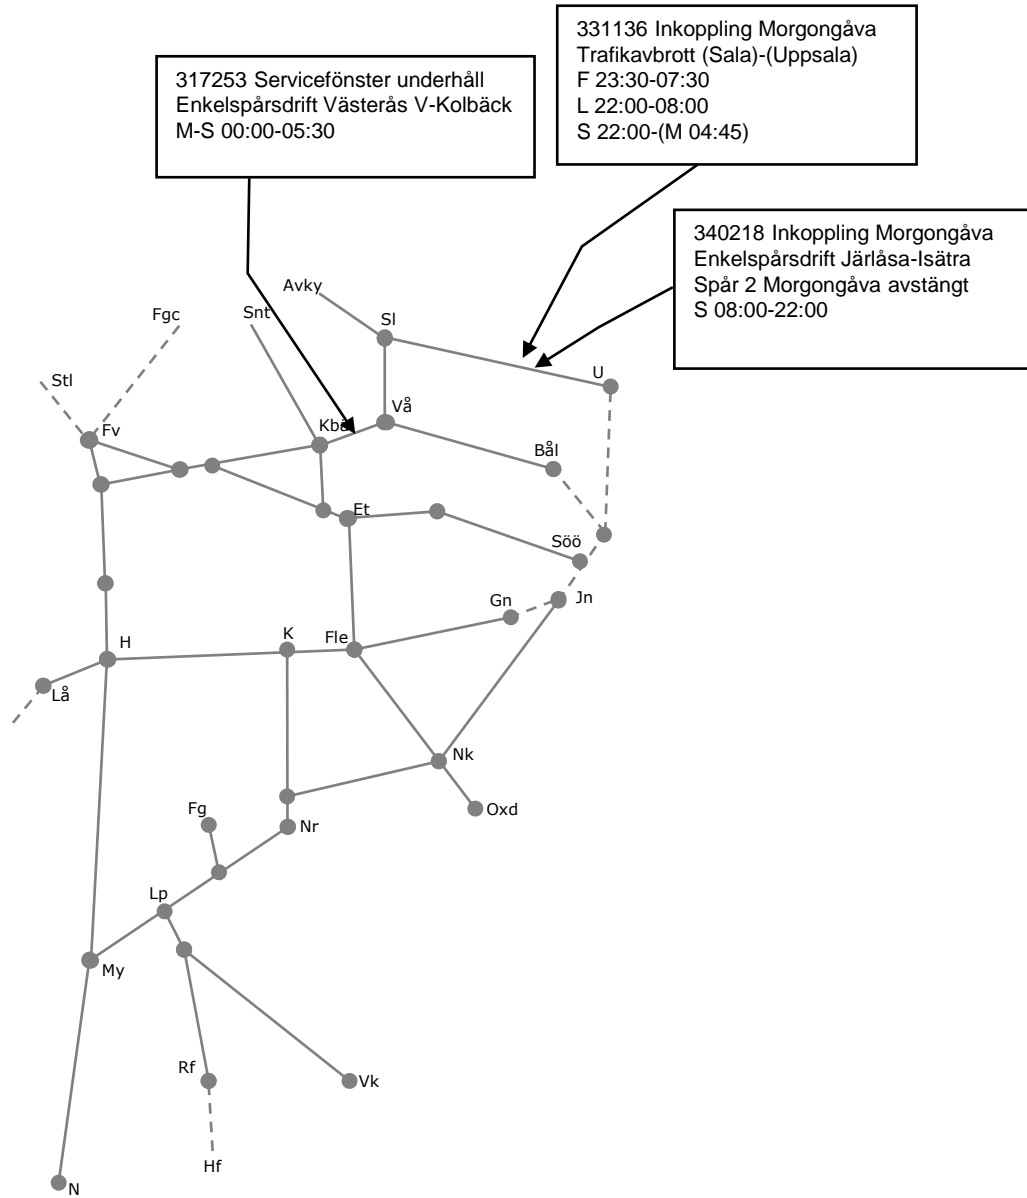 331136 Inkoppling Morgongåva
Trafikavbrott (Sala)-(Uppsala)
F 23:30-07:30
L 22:00-08:00
S 22:00-(M 04:45)
317253 Servicefönster underhåll
Enkelspårsdrift Västerås V-Kolbäck
M-S 00:00-05:30
340218 Inkoppling Morgongåva
Enkelspårsdrift Järlåsa-Isätra
Spår 2 Morgongåva avstängt
S 08:00-22:00
Avky
Fgc
Snt
Sl
Stl
U
Vå
Fv
Kbä
Bål
Et
Söö
Gn
Jn
H
K
Fle
Lå
Nk
Fg
Nr
Oxd
Lp
My
Rf
Vk
Hf
N